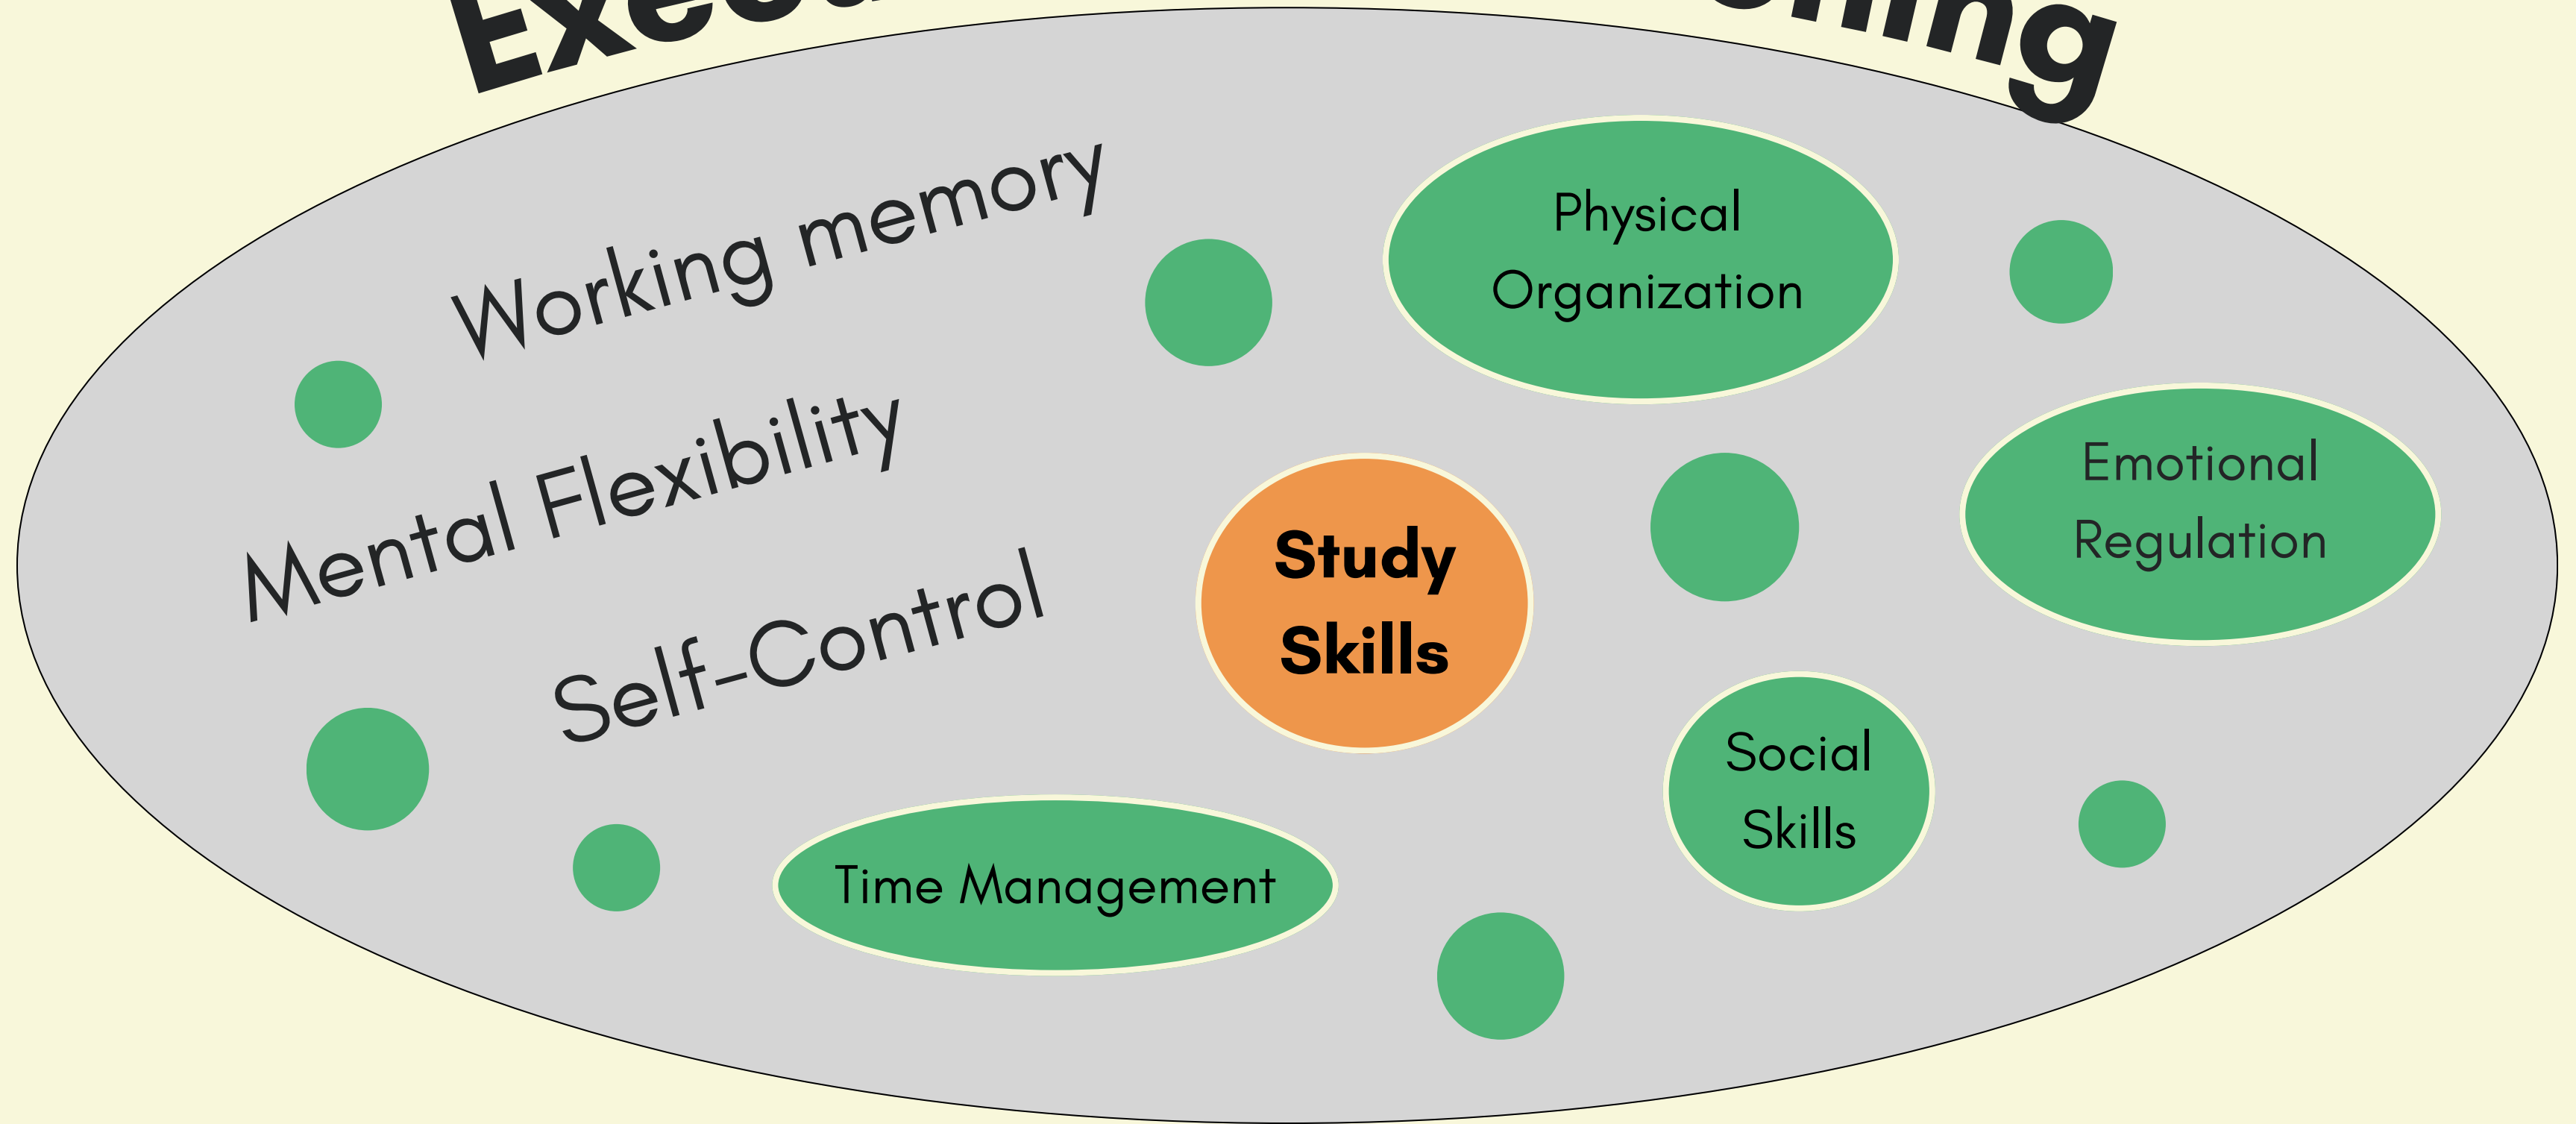 Working memory
Mental Flexibility
Self-Control
Physical
Organization
Emotional
Regulation
Study
Skills
Social
Skills
Time Management